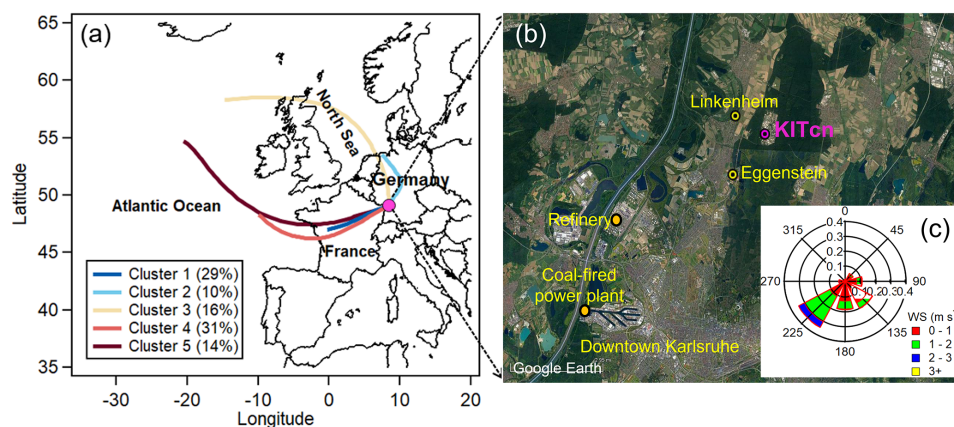 (a)
65
60
55
50
45
40
35
Latitude
-30
-20
-10
0
10
20
Longitude
North Sea
Germany
Atlantic Ocean
France
Cluster 1 (29%)
Cluster 2 (10%)
Cluster 3 (16%)
Cluster 4 (31%)
Cluster 5 (14%)
(b)
Linkenheim
KITcn
Eggenstein
Refinery
Coal-fired
power plant
Downtown Karlsruhe
Google Earth
(c)
0
315
45
0.4
0.3
0.2
0.1
270
90
0.1 0.2 0.3 0.4
225
135
180
WS (m s
0 - 1
1 - 2
2 - 3
3+